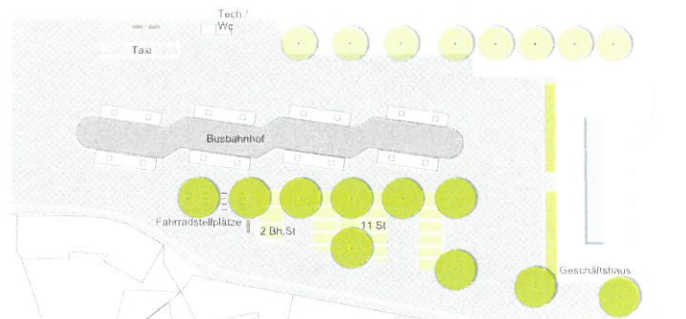 Tech./
Wc
Taxi
Busbahnhof
Fahrradstellplätze
2 Bh.St
11 St
Geschäftshaus